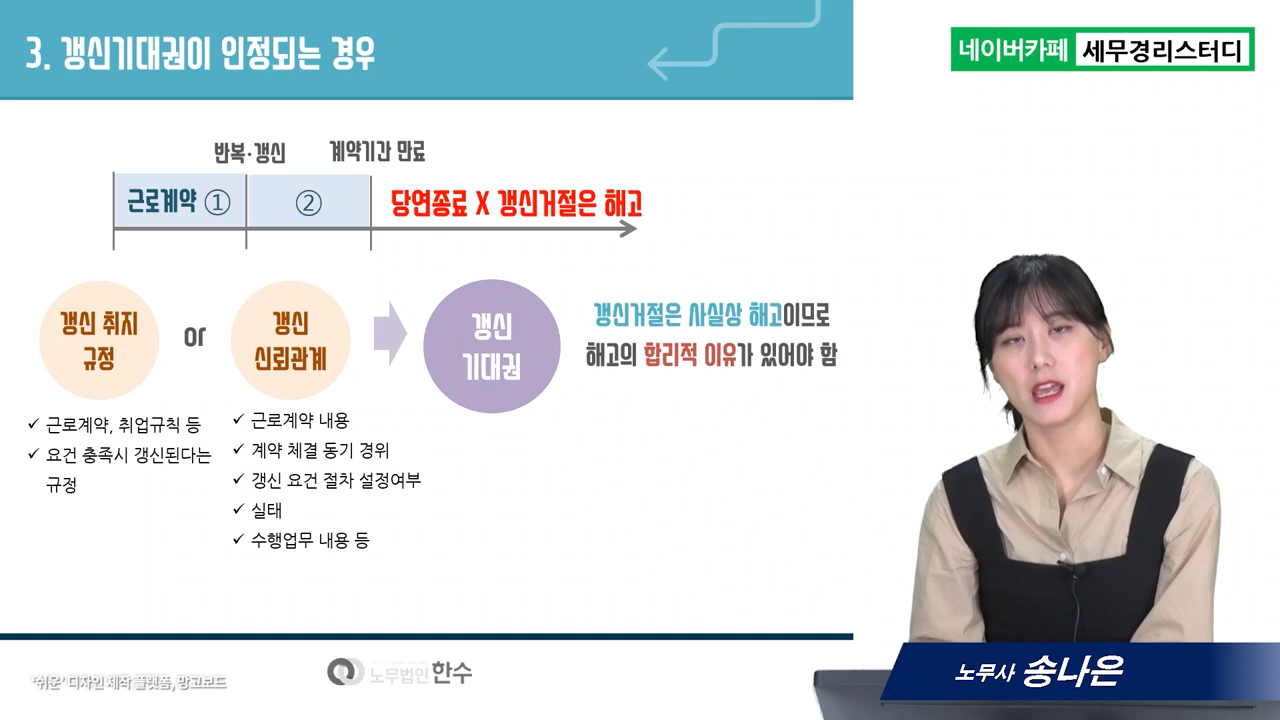 3. 갱신기대권이 인정되는 경우
네이버카페 세무경리스터디
반복·갱신
계약기간 만료
근로계약 ①
②
당연종료 X 갱신거절은 해고
갱신 취지
규정
or
갱신
신뢰관계
갱신
기대권
갱신거절은 사실상 해고이므로
해고의 합리적 이유가 있어야 함
✓ 근로계약, 취업규칙 등
✓ 요건 충족시 갱신된다는
규정
✓ 근로계약 내용
✓ 계약 체결 동기 경위
✓ 갱신 요건 절차 설정여부
✓ 실태
✓ 수행업무 내용 등
'쉬운' 디자인 제작 플랫폼, 망고보드
노무법인 한수
노무사 송나은